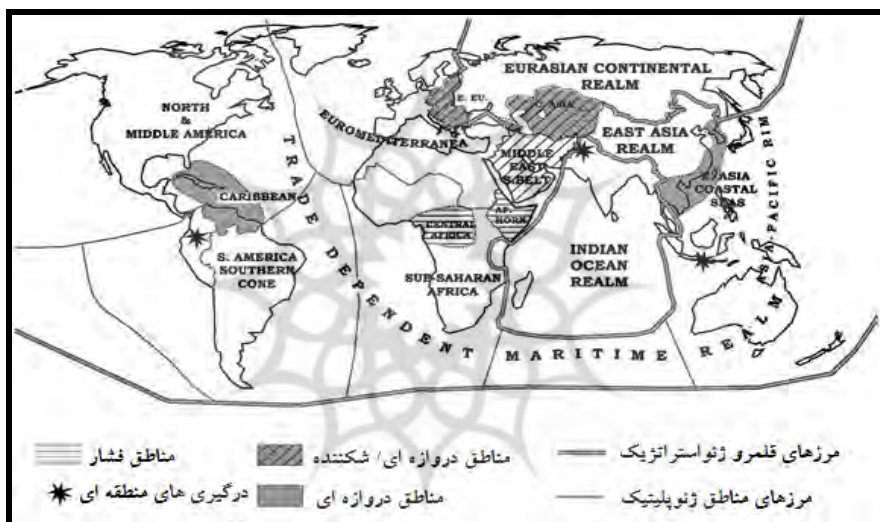 EURASIAN CONTINENTAL
REALM
NORTH
&
MIDDLE AMERICA
E. EU.
C. ASIA
EAST ASIA
REALM
EUROMEDITERRANEA
MIDDLE
EAST
S. BELT
E. ASIA
COASTAL
SEAS
ASIA-PACIFIC RIM
CARIBBEAN
AF.
HORN
CENTRAL
AFRICA
S. AMERICA
SOUTHERN
CONE
SUB-SAHARAN
AFRICA
INDIAN
OCEAN
REALM
TRADE DEPENDENT MARITIME REALM
مرزهای قلمرو ژئواستراتژیک
مناطق دروازه ای/ شکننده
مناطق فشار
مرزهای مناطق ژئوپلیتیک
مناطق دروازه ای
درگیری های منطقه ای